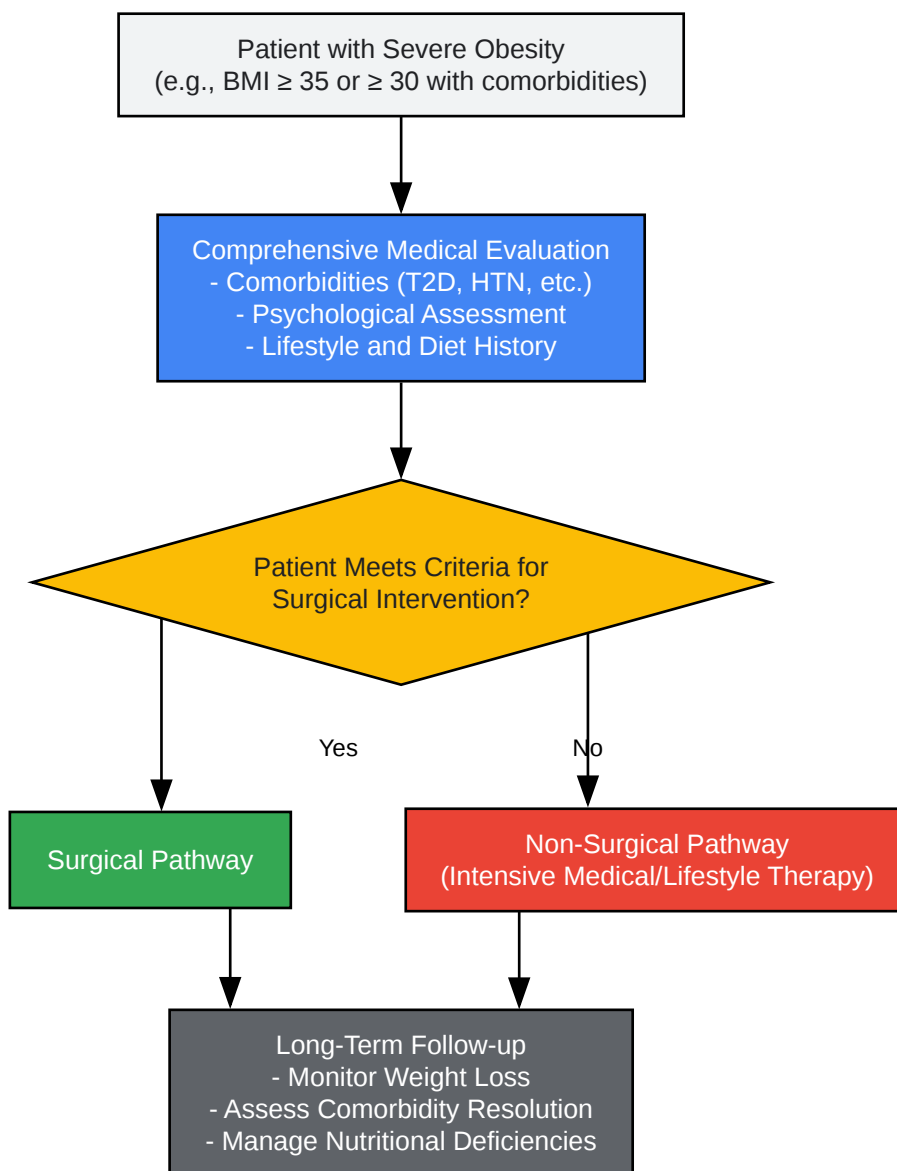 Patient with Severe Obesity
(e.g., BMI ≥ 35 or ≥ 30 with comorbidities)
Comprehensive Medical Evaluation
- Comorbidities (T2D, HTN, etc.)
- Psychological Assessment
- Lifestyle and Diet History
Patient Meets Criteria for
Surgical Intervention?
Yes
No
Surgical Pathway
Non-Surgical Pathway
(Intensive Medical/Lifestyle Therapy)
Long-Term Follow-up
- Monitor Weight Loss
- Assess Comorbidity Resolution
- Manage Nutritional Deficiencies